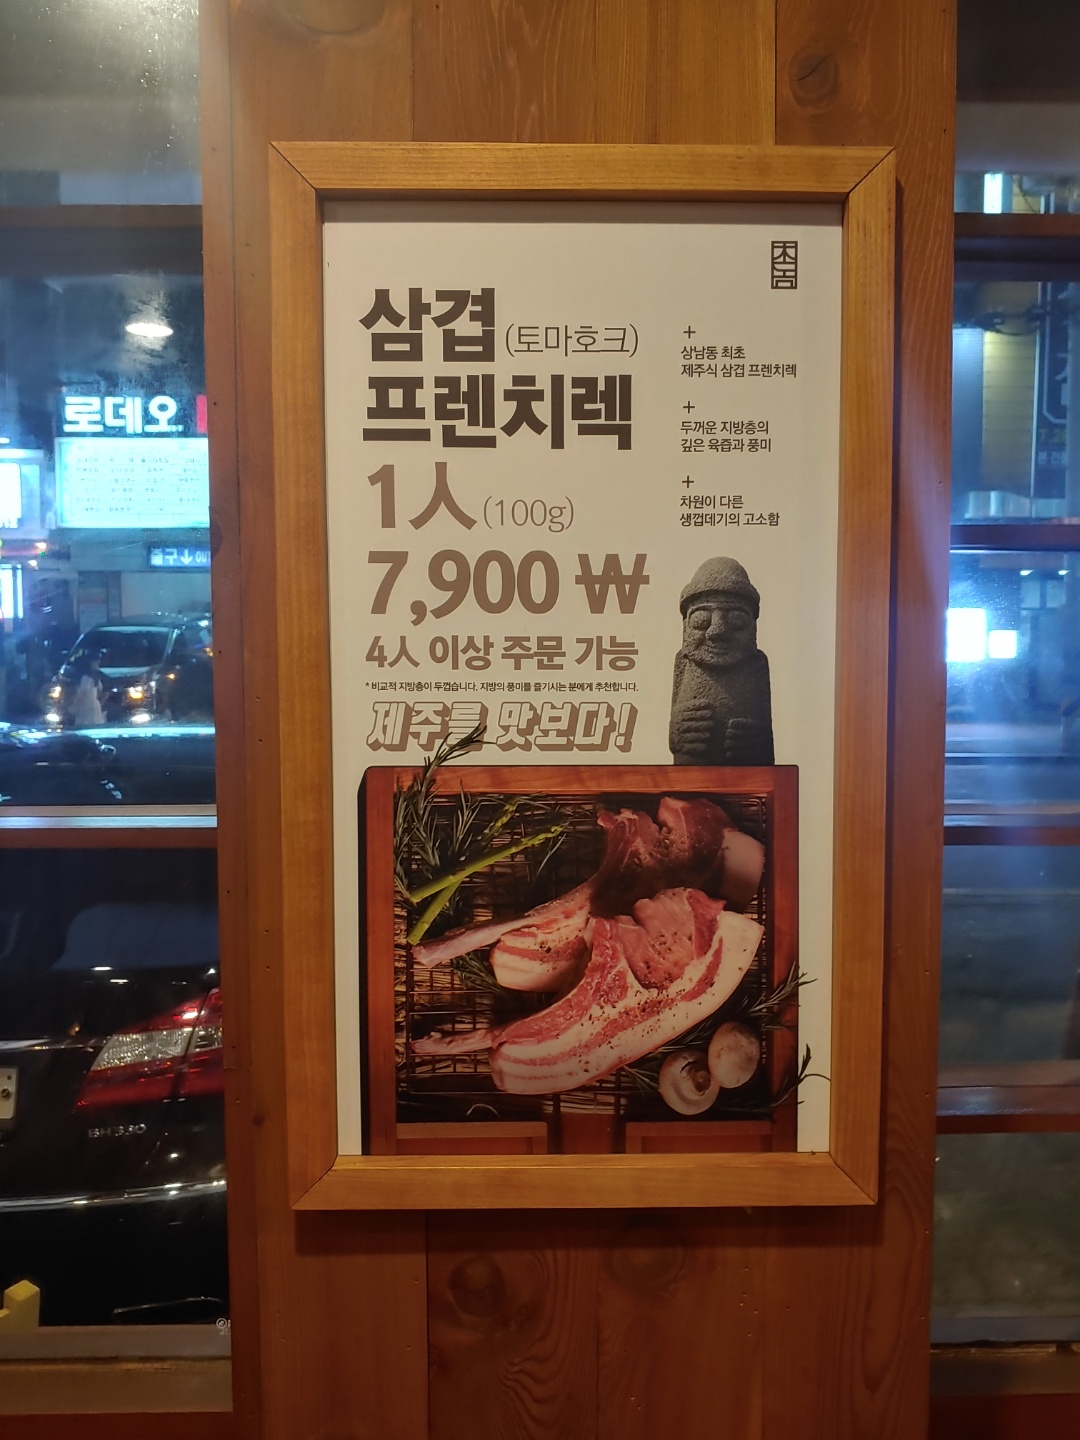 삼겹 (토마호크)
프렌치렉
1人 (100g)
7,900 ₩
4人 이상 주문 가능
* 비교적 지방층이 두껍습니다. 지방의 풍미를 즐기시는 분에게 추천합니다.
제주를 맛보다!
+
상남동 최초
제주식 삼겹 프렌치렉
+
두꺼운 지방층의
깊은 육즙과 풍미
+
차원이 다른
생껍데기의 고소함
로데오
BH 330